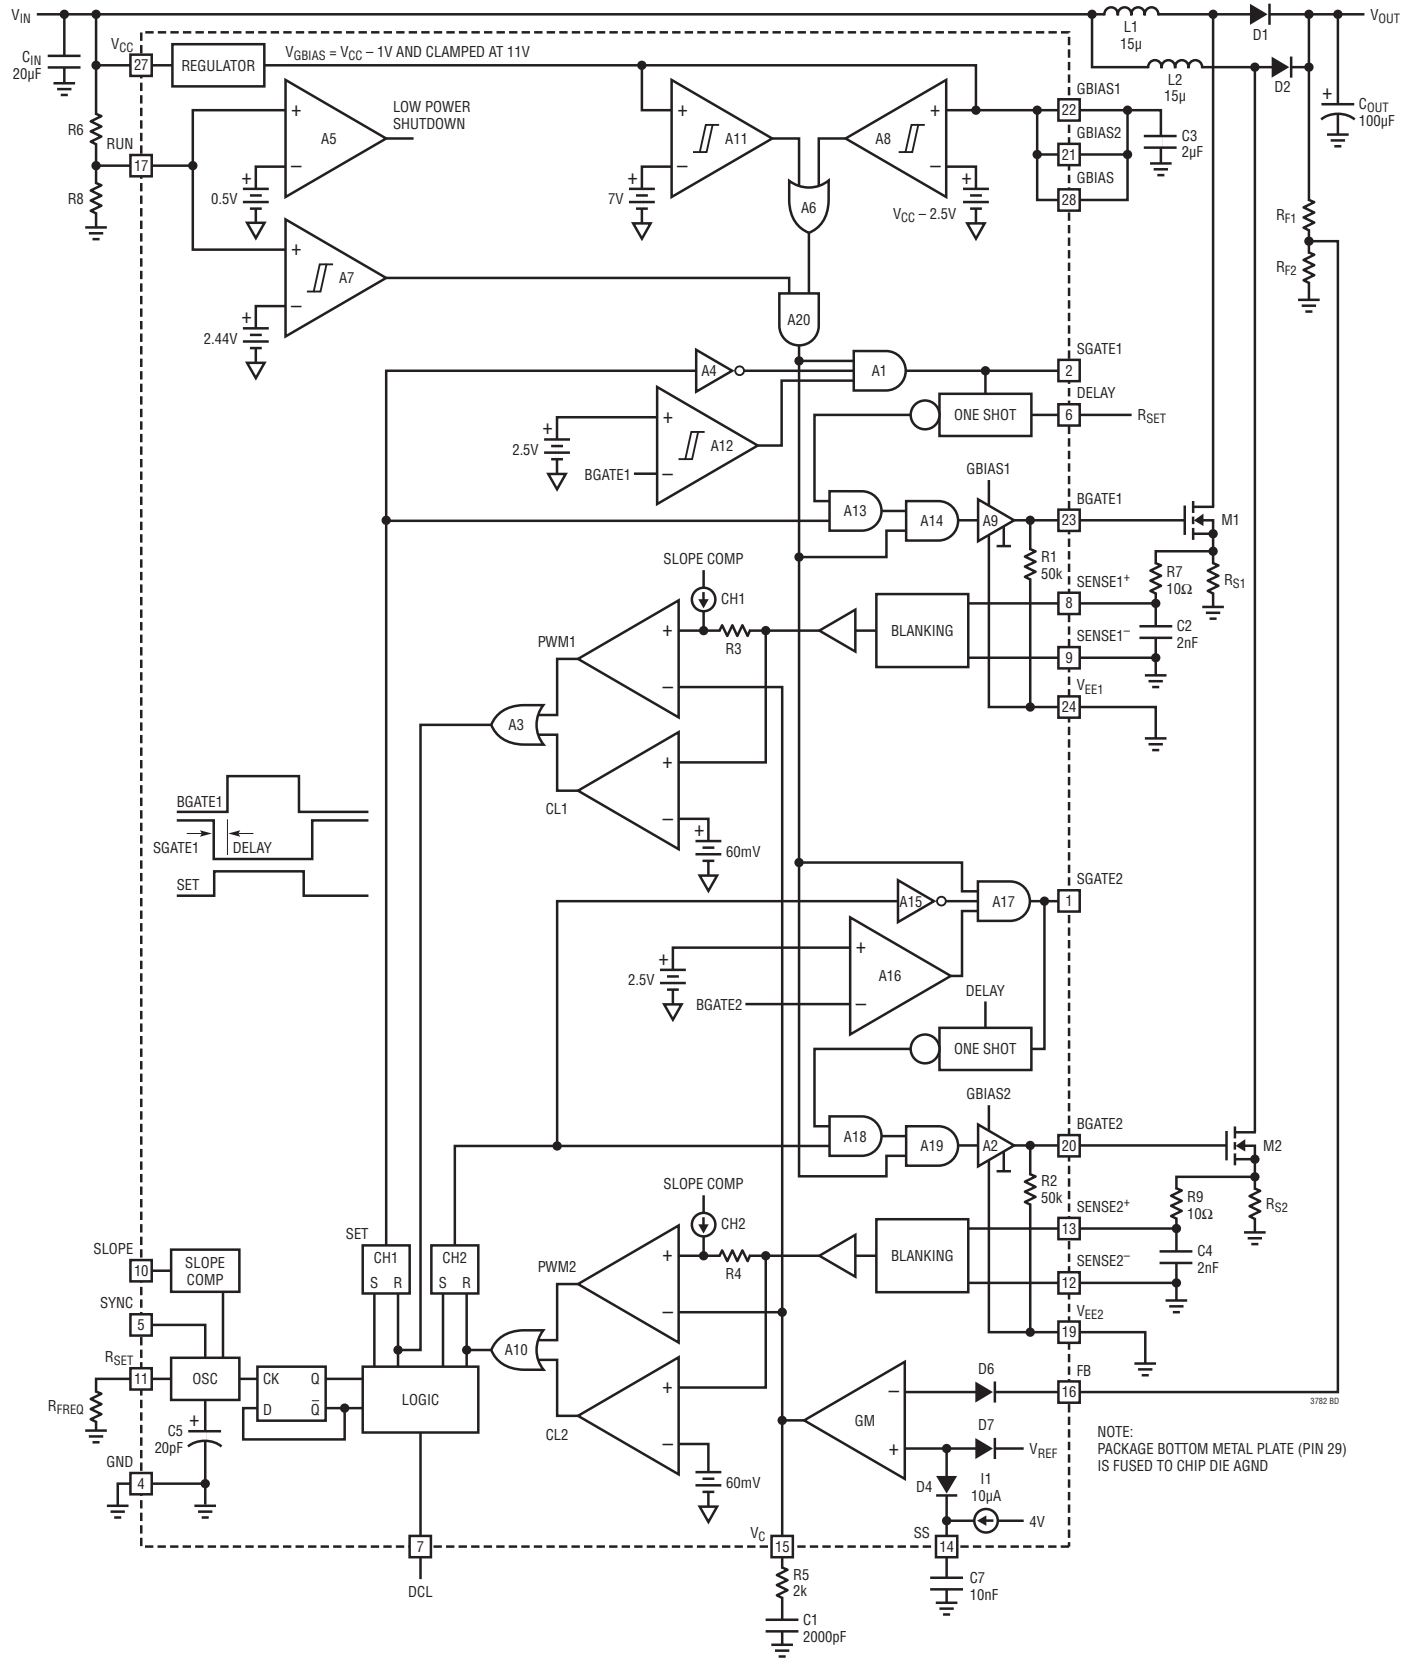 VIN
VOUT
L1
15µ
D1
L2
15µ
D2
CIN
20µF
VCC
27
REGULATOR
VGBIAS = VCC – 1V AND CLAMPED AT 11V
R6
RUN
17
R8
+
–
A5
LOW POWER
SHUTDOWN
+
0.5V
+
–
A11
+
7V
+
–
A8
+
VCC – 2.5V
A6
GBIAS1
22
GBIAS2
21
GBIAS
28
C3
2µF
+
COUT
100µF
RF1
RF2
+
–
A7
+
2.44V
A20
A4
A1
SGATE1
2
DELAY
6
RSET
ONE SHOT
+
–
A12
+
2.5V
BGATE1
GBIAS1
A13
A14
A9
BGATE1
23
M1
R1
50k
SLOPE COMP
CH1
R7
10Ω
RS1
SENSE1+
8
BLANKING
C2
2nF
SENSE1–
9
PWM1
+
–
R3
VEE1
24
A3
+
–
CL1
+
60mV
BGATE1
SGATE1
DELAY
SET
SGATE2
1
A15
A17
+
–
A16
+
2.5V
BGATE2
DELAY
ONE SHOT
GBIAS2
A18
A19
A2
BGATE2
20
M2
R2
50k
SLOPE COMP
CH2
R9
10Ω
RS2
SENSE2+
13
BLANKING
C4
2nF
SENSE2–
12
PWM2
+
–
R4
VEE2
19
SLOPE
10
SLOPE
COMP
SET
CH1
S R
CH2
S R
SYNC
5
A10
RSET
11
OSC
CK Q
D Q̅
LOGIC
RFREQ
+
C5
20pF
GND
4
+
–
CL2
+
60mV
GM
–
+
D6
FB
16
D7
VREF
D4
I1
10µA
4V
3782 BD
NOTE:
PACKAGE BOTTOM METAL PLATE (PIN 29)
IS FUSED TO CHIP DIE AGND
7
DCL
VC
15
R5
2k
C1
2000pF
SS
14
C7
10nF